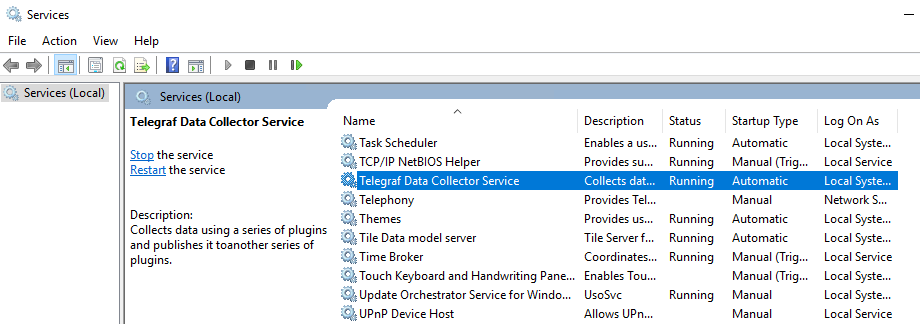 Services
File Action View Help
Services (Local)
Services (Local)
Telegraf Data Collector Service
Stop the service
Restart the service
Description:
Collects data using a series of plugins
and publishes it toanother series of
plugins.
Name Description Status Startup Type Log On As
Task Scheduler Enables a us... Running Automatic Local Syste...
TCP/IP NetBIOS Helper Provides su... Running Manual (Trig... Local Service
Telegraf Data Collector Service Collects dat... Running Automatic Local Syste...
Telephony Provides Tel... Manual Network S...
Themes Provides us... Running Automatic Local Syste...
Tile Data model server Tile Server f... Running Automatic Local Syste...
Time Broker Coordinates... Running Manual (Trig... Local Service
Touch Keyboard and Handwriting Pane... Enables Tou... Manual (Trig... Local Syste...
Update Orchestrator Service for Windo... UsoSvc Running Manual Local Syste...
UPnP Device Host Allows UPn... Manual Local Service